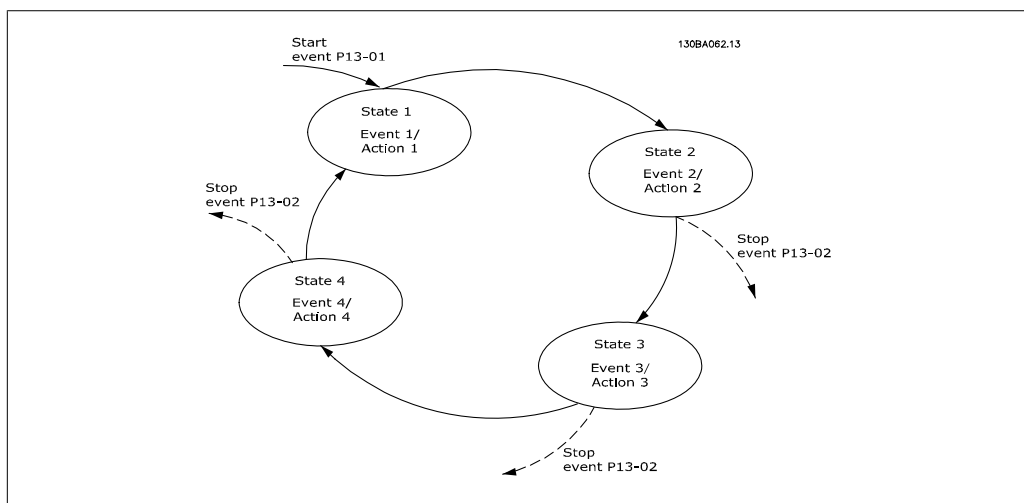 Start
event P13-01
130BA062.13
State 1
Event 1/
Action 1
State 2
Event 2/
Action 2
Stop
event P13-02
Stop
event P13-02
State 4
Event 4/
Action 4
State 3
Event 3/
Action 3
Stop
event P13-02